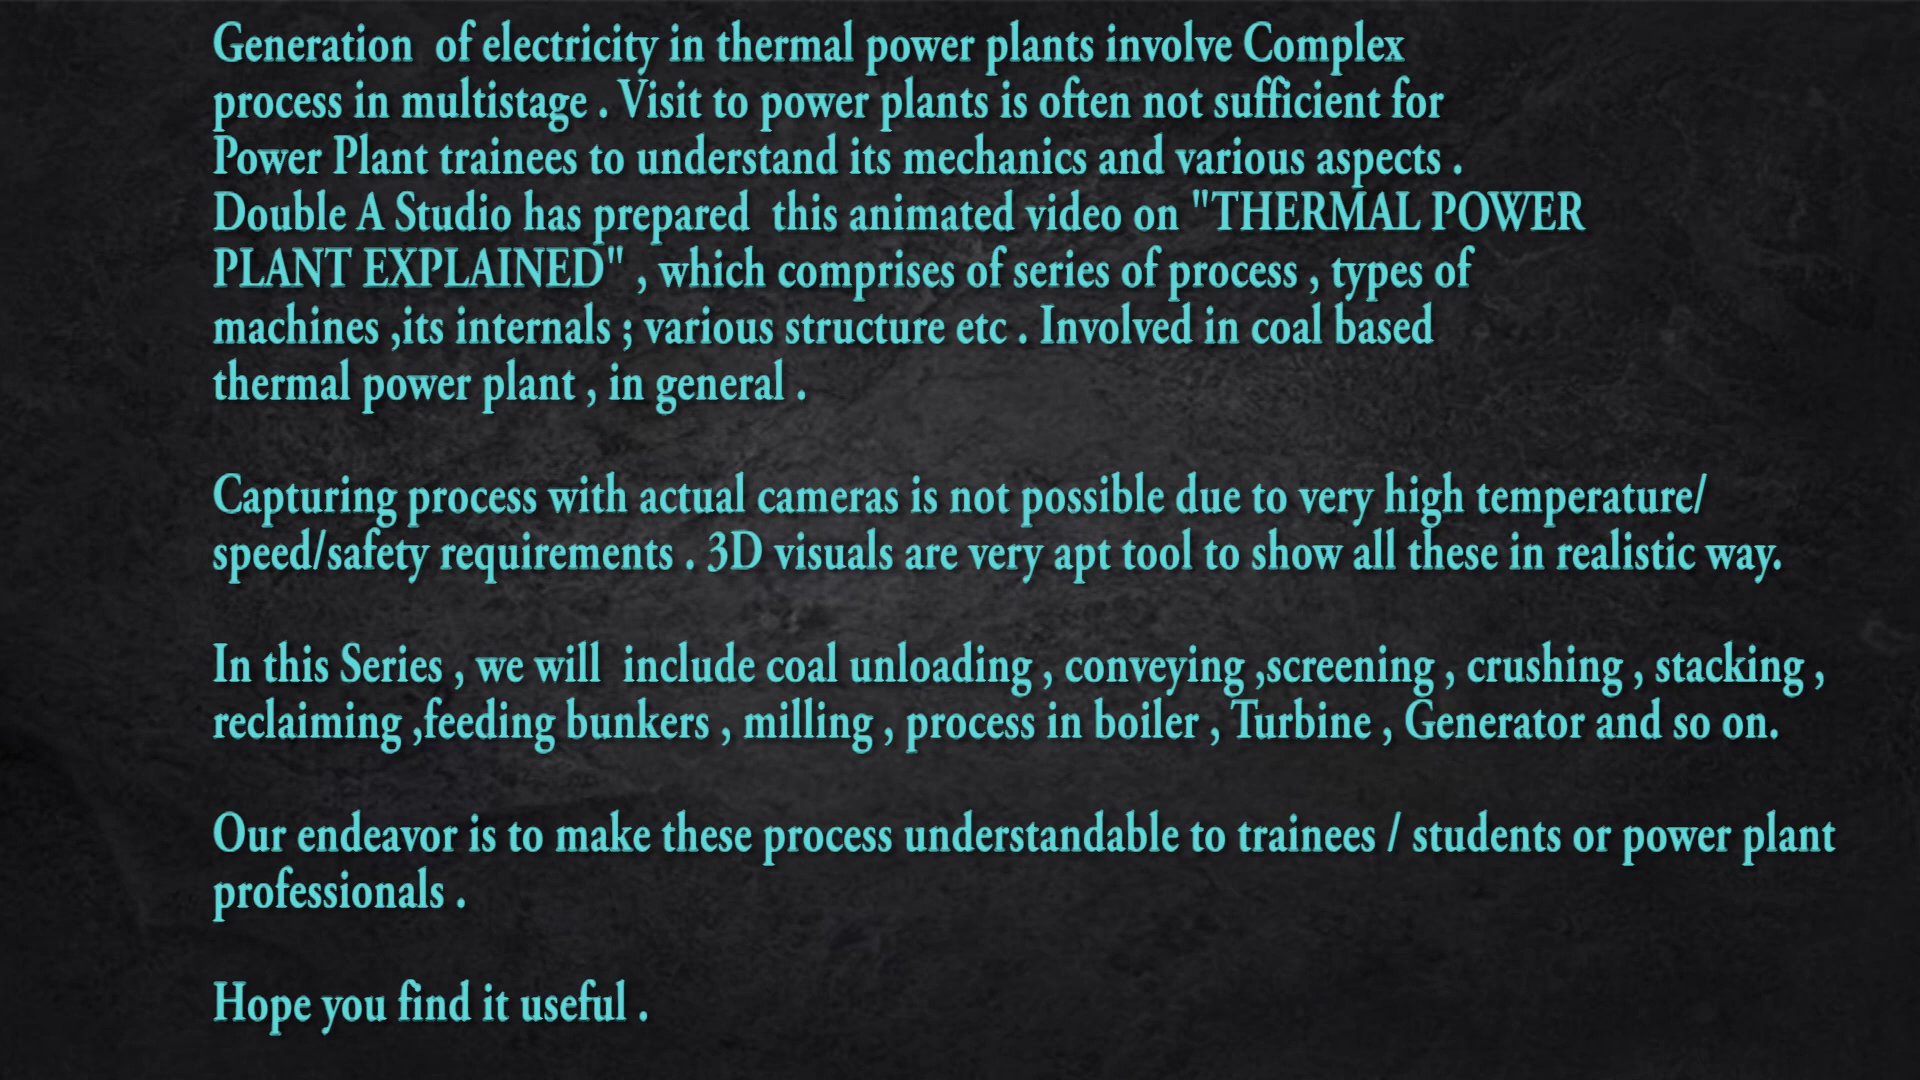 Generation  of electricity in thermal power plants involve Complex
process in multistage . Visit to power plants is often not sufficient for
Power Plant trainees to understand its mechanics and various aspects .
Double A Studio has prepared  this animated video on "THERMAL POWER
PLANT EXPLAINED" , which comprises of series of process , types of
machines ,its internals ; various structure etc . Involved in coal based
thermal power plant , in general .
Capturing process with actual cameras is not possible due to very high temperature/
speed/safety requirements . 3D visuals are very apt tool to show all these in realistic way.
In this Series , we will  include coal unloading , conveying ,screening , crushing , stacking ,
reclaiming ,feeding bunkers , milling , process in boiler , Turbine , Generator and so on.
Our endeavor is to make these process understandable to trainees / students or power plant
professionals .
Hope you find it useful .